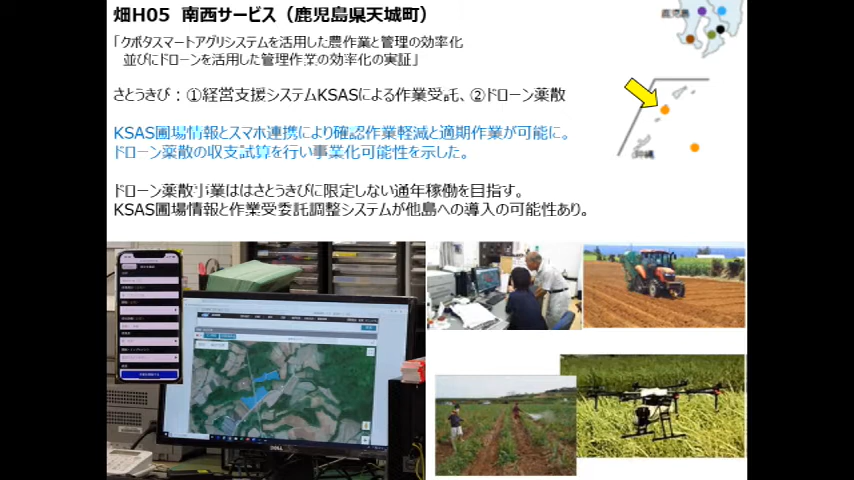 畑H05 南西サービス（鹿児島県天城町）
「クボタスマートアグリシステムを活用した農作業と管理の効率化
並びにドローンを活用した管理作業の効率化の実証」
さとうきび：①経営支援システムKSASによる作業受託、②ドローン薬散
KSAS圃場情報とスマホ連携により確認作業軽減と適期作業が可能に。
ドローン薬散の収支試算を行い事業化可能性を示した。
ドローン薬散事業ははさとうきびに限定しない通年稼働を目指す。
KSAS圃場情報と作業受委託調整システムが他島への導入の可能性あり。
鹿児島
沖縄
DELL